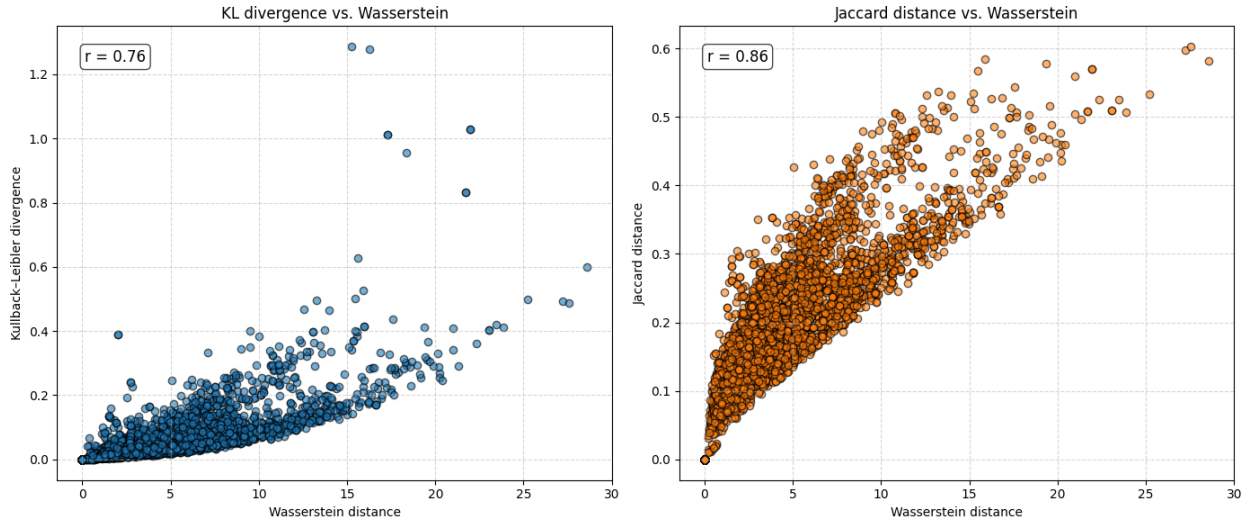 KL divergence vs. Wasserstein
r = 0.76
Kullback–Leibler divergence
1.2
1.0
0.8
0.6
0.4
0.2
0.0
0 5 10 15 20 25 30
Wasserstein distance
Jaccard distance vs. Wasserstein
r = 0.86
Jaccard distance
0.6
0.5
0.4
0.3
0.2
0.1
0.0
0 5 10 15 20 25 30
Wasserstein distance